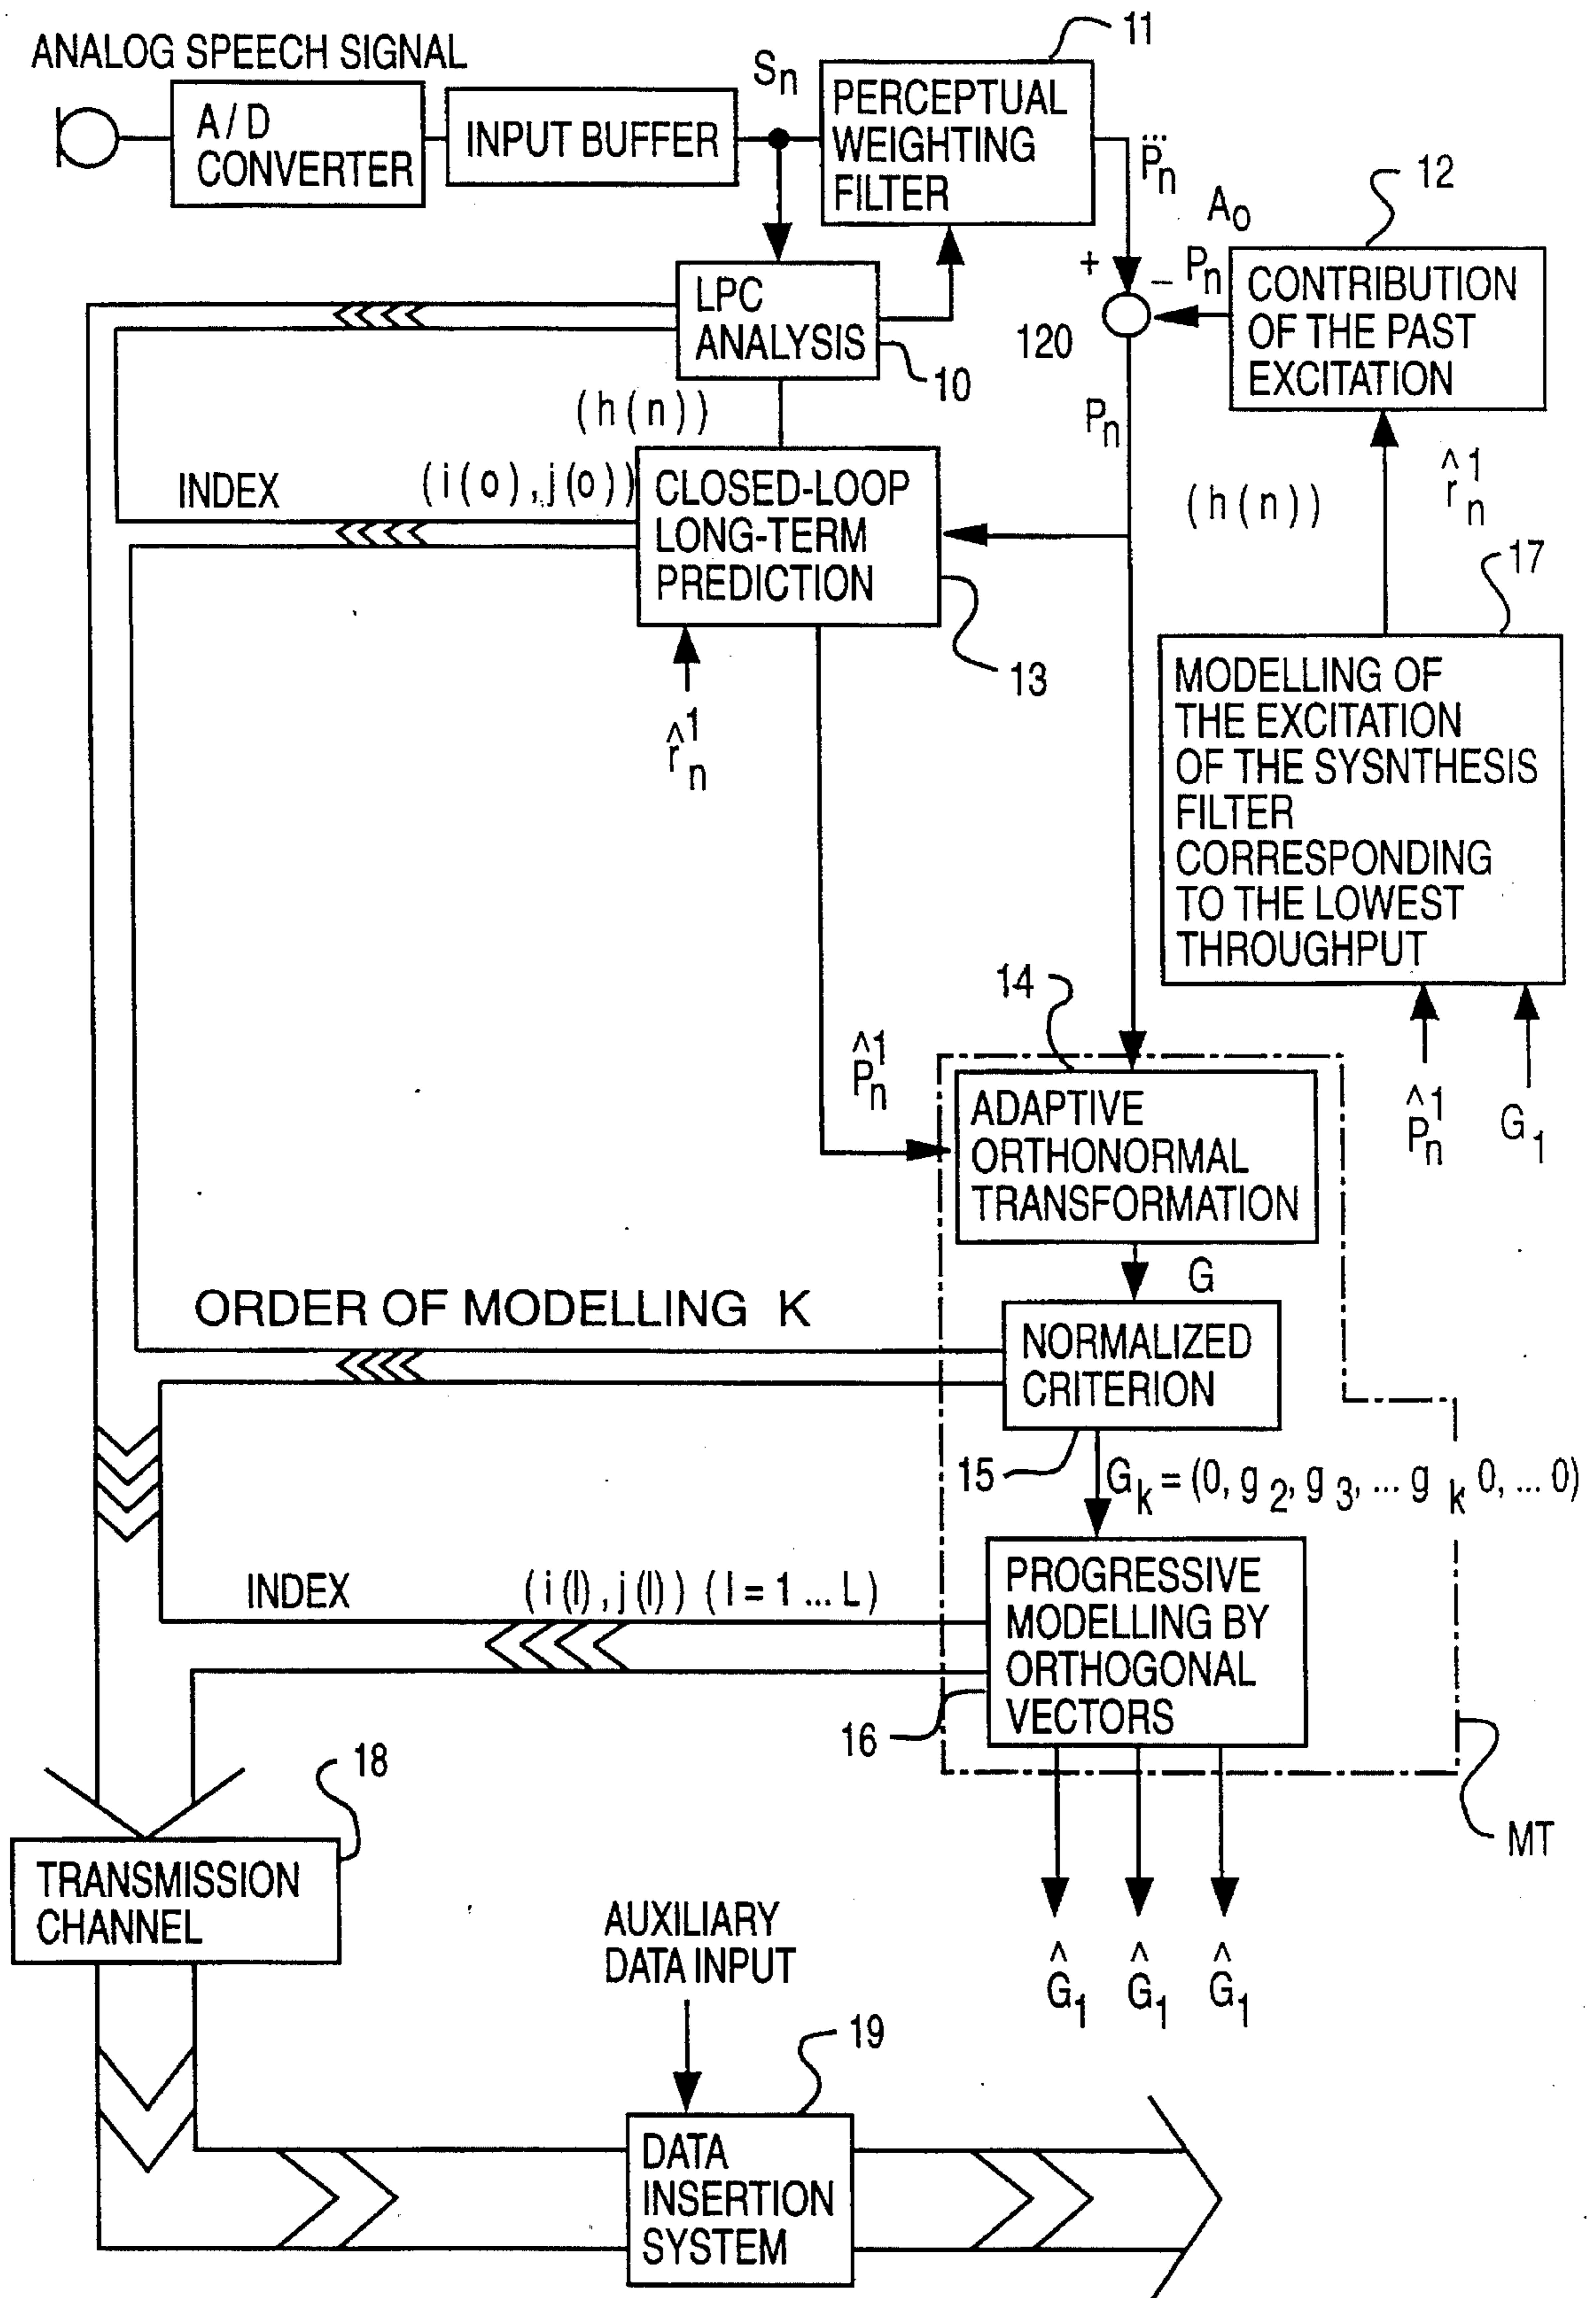 ANALOG SPEECH SIGNAL
A/D
CONVERTER
INPUT BUFFER
Sn
PERCEPTUAL
WEIGHTING
FILTER
11
P̈n
12
A0
+
− Pn
CONTRIBUTION
OF THE PAST
EXCITATION
LPC
ANALYSIS
120
10
(h(n))
Pn
INDEX
(i(o),j(o))
CLOSED-LOOP
LONG-TERM
PREDICTION
(h(n))
r̂n1
17
13
r̂n1
MODELLING OF
THE EXCITATION
OF THE SYSNTHESIS
FILTER
CORRESPONDING
TO THE LOWEST
THROUGHPUT
14
P̂n1
ADAPTIVE
ORTHONORMAL
TRANSFORMATION
P̂n1
G1
G
ORDER OF MODELLING K
NORMALIZED
CRITERION
15
Gk = (0, g2, g3, ... gk 0, ... 0)
INDEX
(i(l),j(l)) (l = 1 ... L)
PROGRESSIVE
MODELLING BY
ORTHOGONAL
VECTORS
16
18
MT
TRANSMISSION
CHANNEL
AUXILIARY
DATA INPUT
Ĝ1 Ĝ1 Ĝ1
19
DATA
INSERTION
SYSTEM